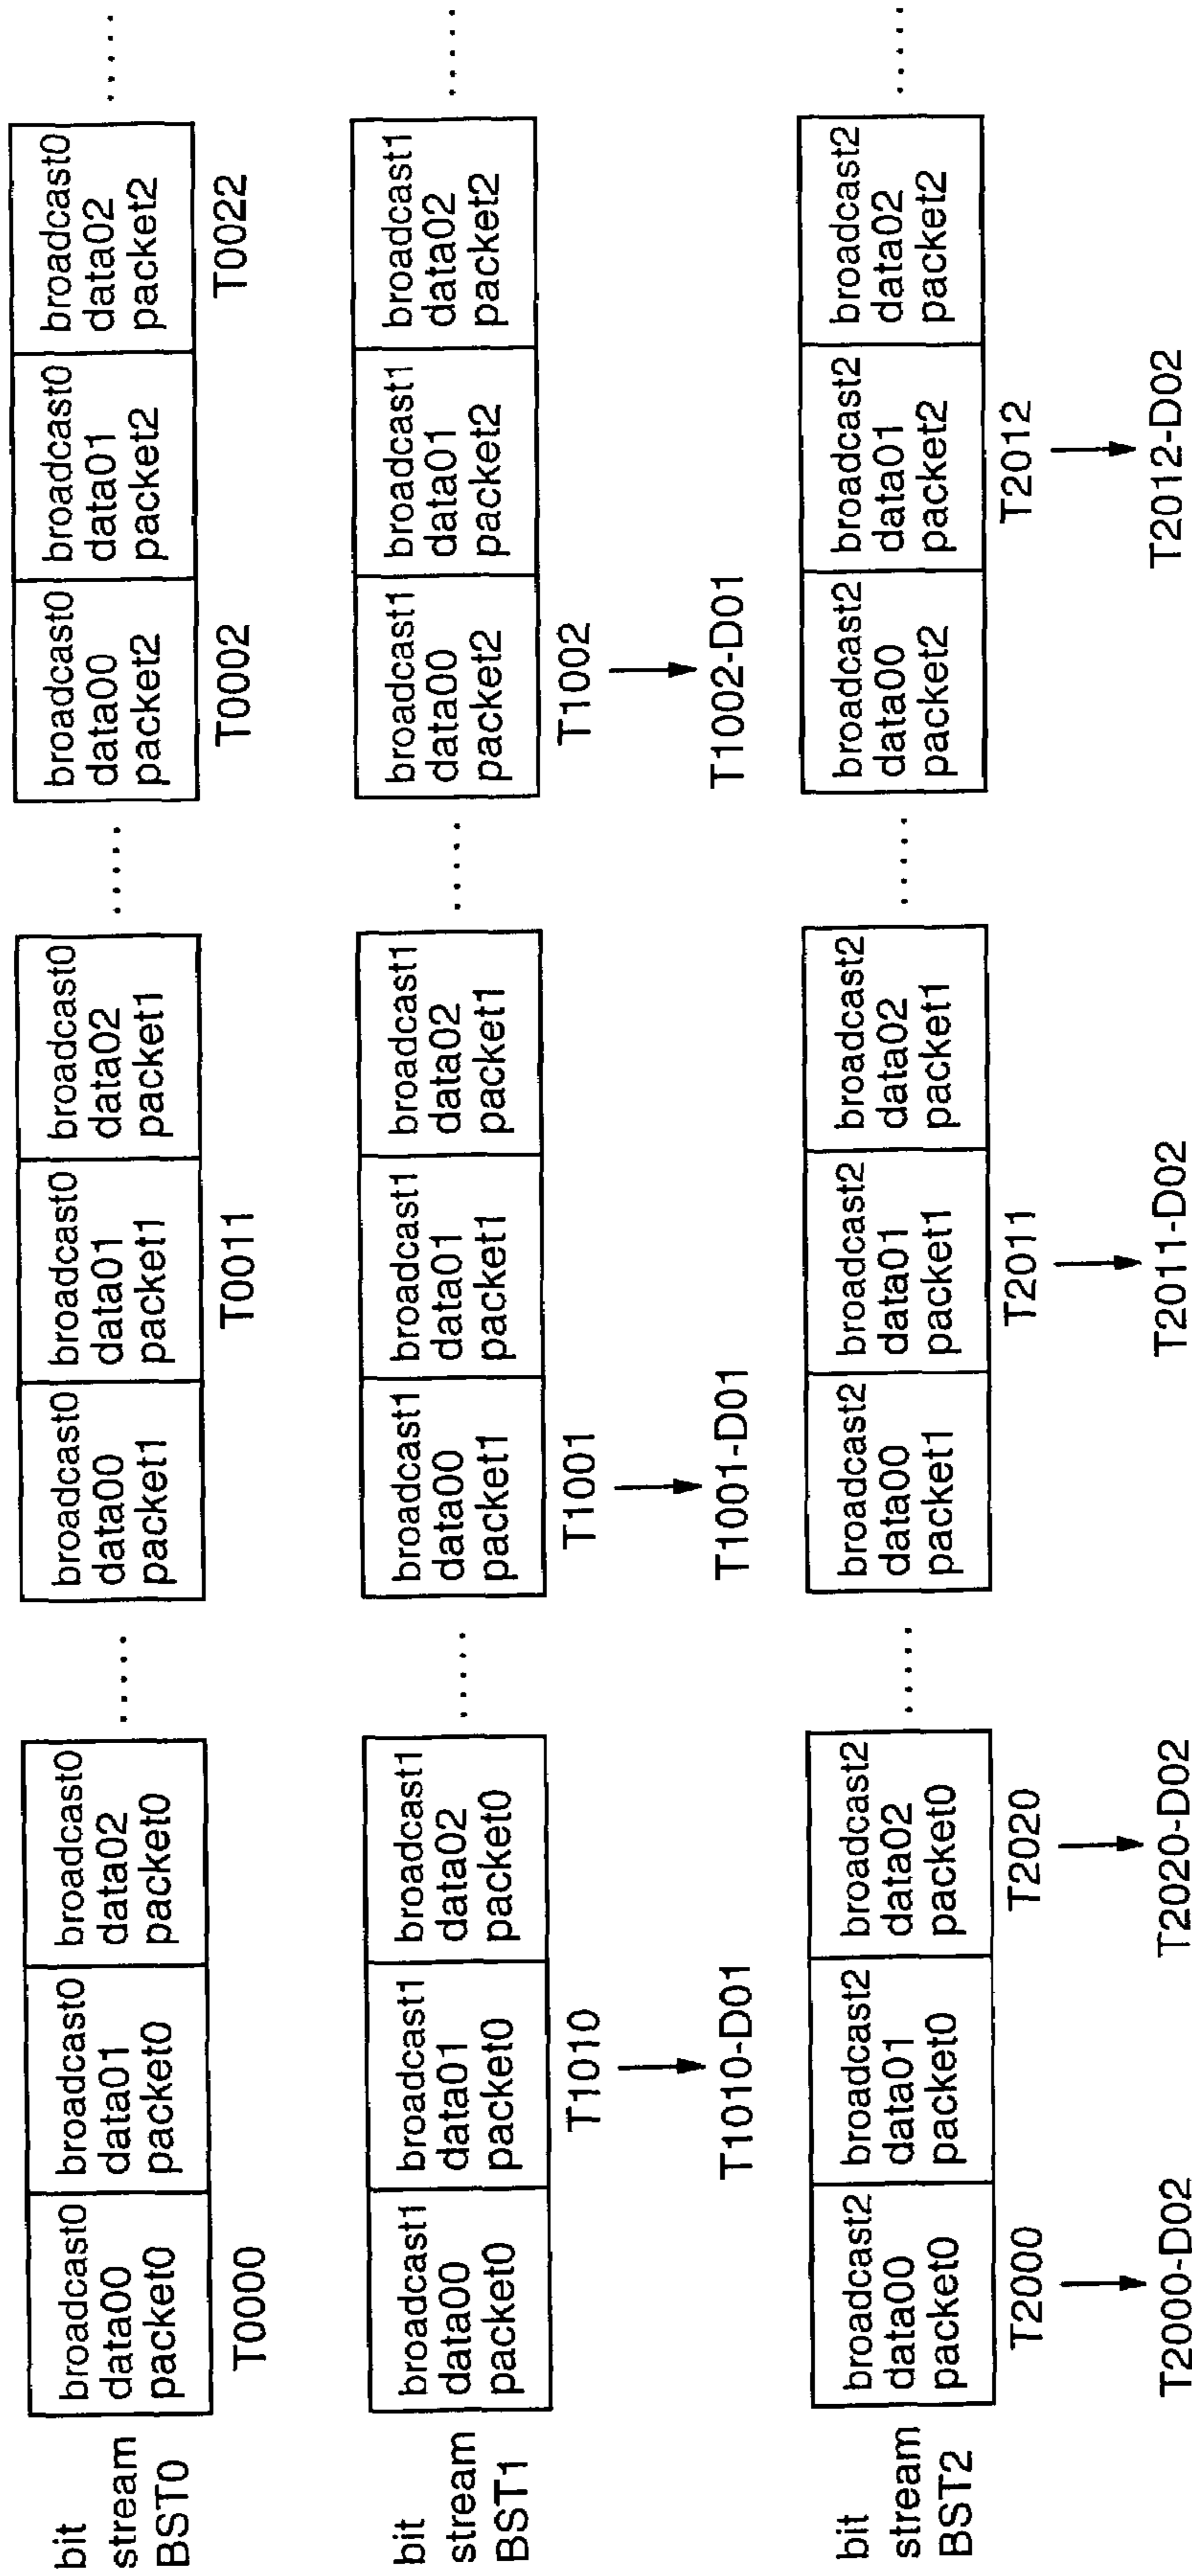 bit
stream
BST0
broadcast0
data00
packet0
broadcast0
data01
packet0
broadcast0
data02
packet0
.....
broadcast0
data00
packet1
broadcast0
data01
packet1
broadcast0
data02
packet1
.....
broadcast0
data00
packet2
broadcast0
data01
packet2
broadcast0
data02
packet2
.....
T0000
T0011
T0002
T0022
bit
stream
BST1
broadcast1
data00
packet0
broadcast1
data01
packet0
broadcast1
data02
packet0
.....
broadcast1
data00
packet1
broadcast1
data01
packet1
broadcast1
data02
packet1
.....
broadcast1
data00
packet2
broadcast1
data01
packet2
broadcast1
data02
packet2
.....
T1010
T1001
T1002
T1010-D01
T1001-D01
T1002-D01
bit
stream
BST2
broadcast2
data00
packet0
broadcast2
data01
packet0
broadcast2
data02
packet0
.....
broadcast2
data00
packet1
broadcast2
data01
packet1
broadcast2
data02
packet1
.....
broadcast2
data00
packet2
broadcast2
data01
packet2
broadcast2
data02
packet2
.....
T2000
T2020
T2011
T2012
T2000-D02
T2020-D02
T2011-D02
T2012-D02